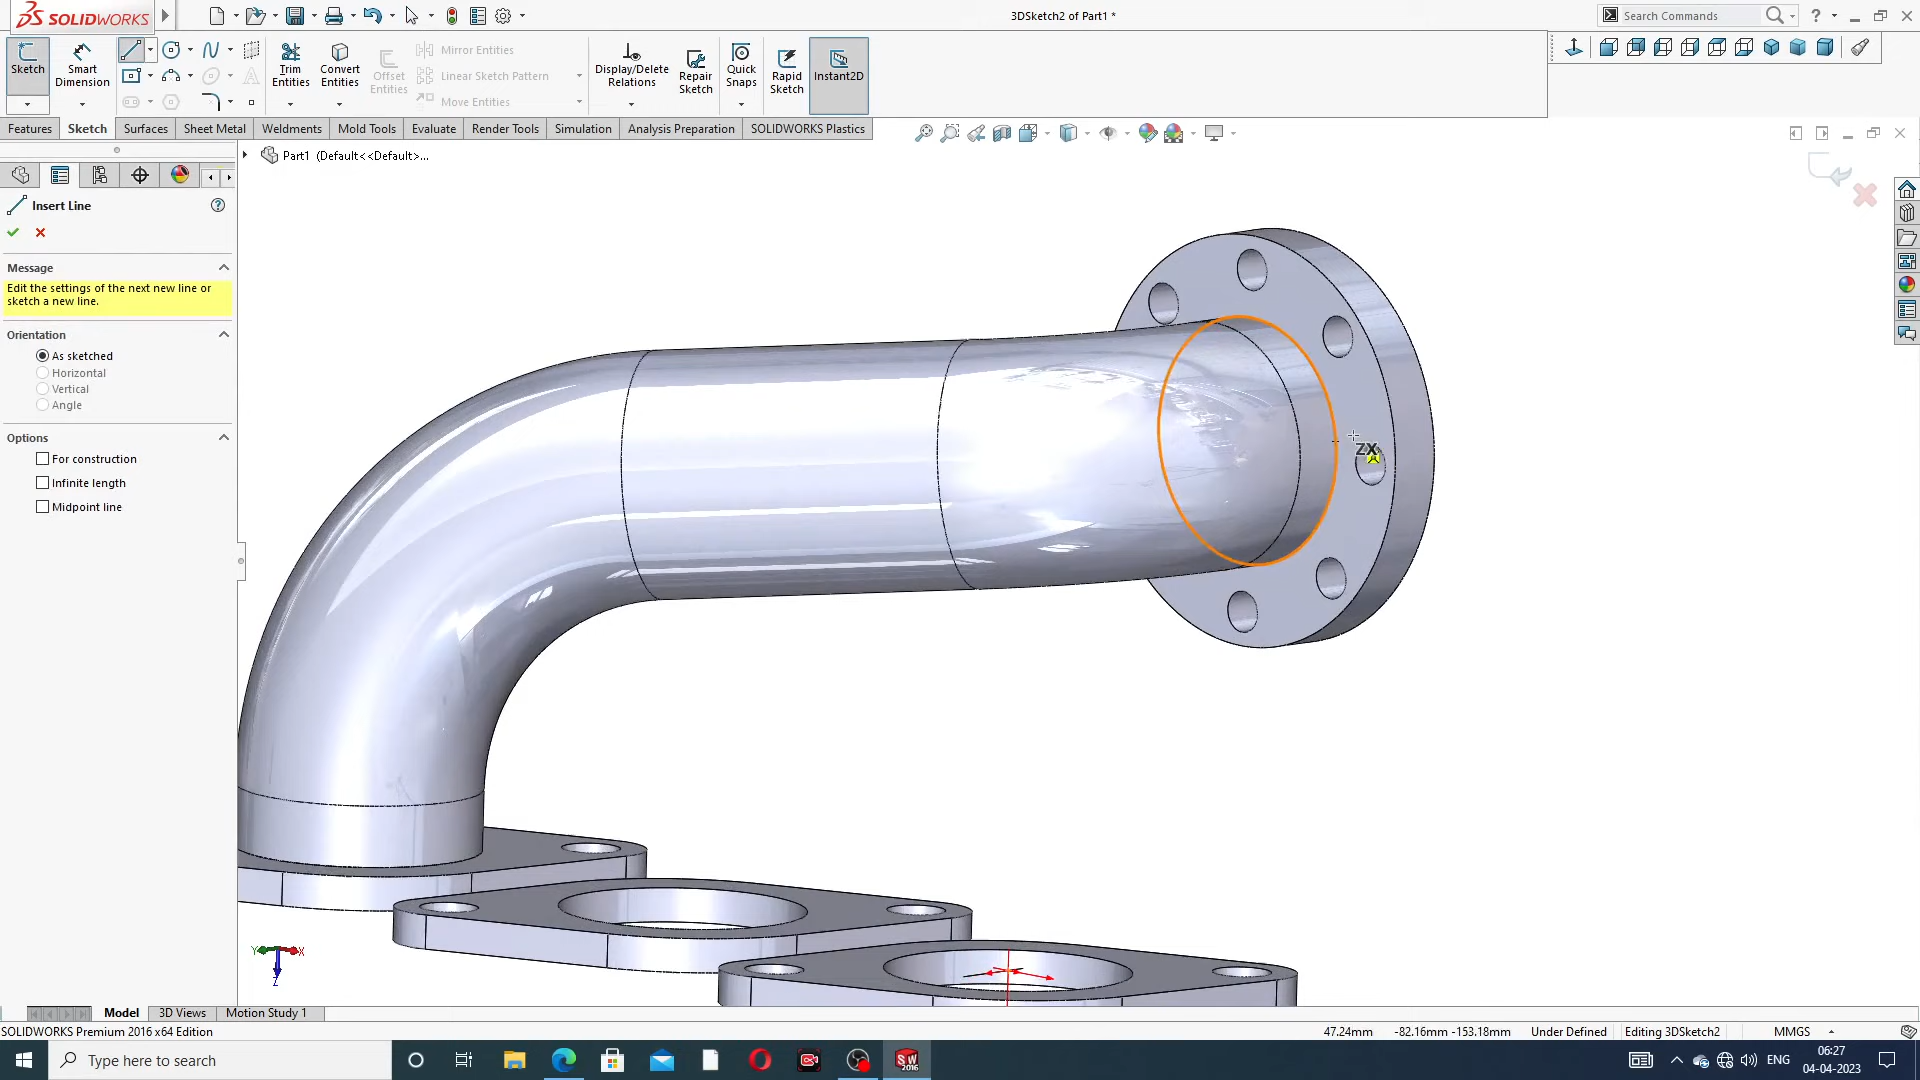 SOLIDWORKS
3DSketch2 of Part1 *
Search Commands
?
Sketch
Smart
Dimension
Trim
Entities
Convert
Entities
Offset
Entities
Mirror Entities
Linear Sketch Pattern
Move Entities
Display/Delete
Relations
Repair
Sketch
Quick
Snaps
Rapid
Sketch
Instant2D
Features
Sketch
Surfaces
Sheet Metal
Weldments
Mold Tools
Evaluate
Render Tools
Simulation
Analysis Preparation
SOLIDWORKS Plastics
Part1 (Default<<Default>...
Insert Line
?
Message
Edit the settings of the next new line or
sketch a new line.
Orientation
As sketched
Horizontal
Vertical
Angle
Options
For construction
Infinite length
Midpoint line
ZX
Y
X
Z
Model
3D Views
Motion Study 1
SOLIDWORKS Premium 2016 x64 Edition
47.24mm
-82.16mm -153.18mm
Under Defined
Editing 3DSketch2
MMGS
Type here to search
SW
2016
ENG
06:27
04-04-2023